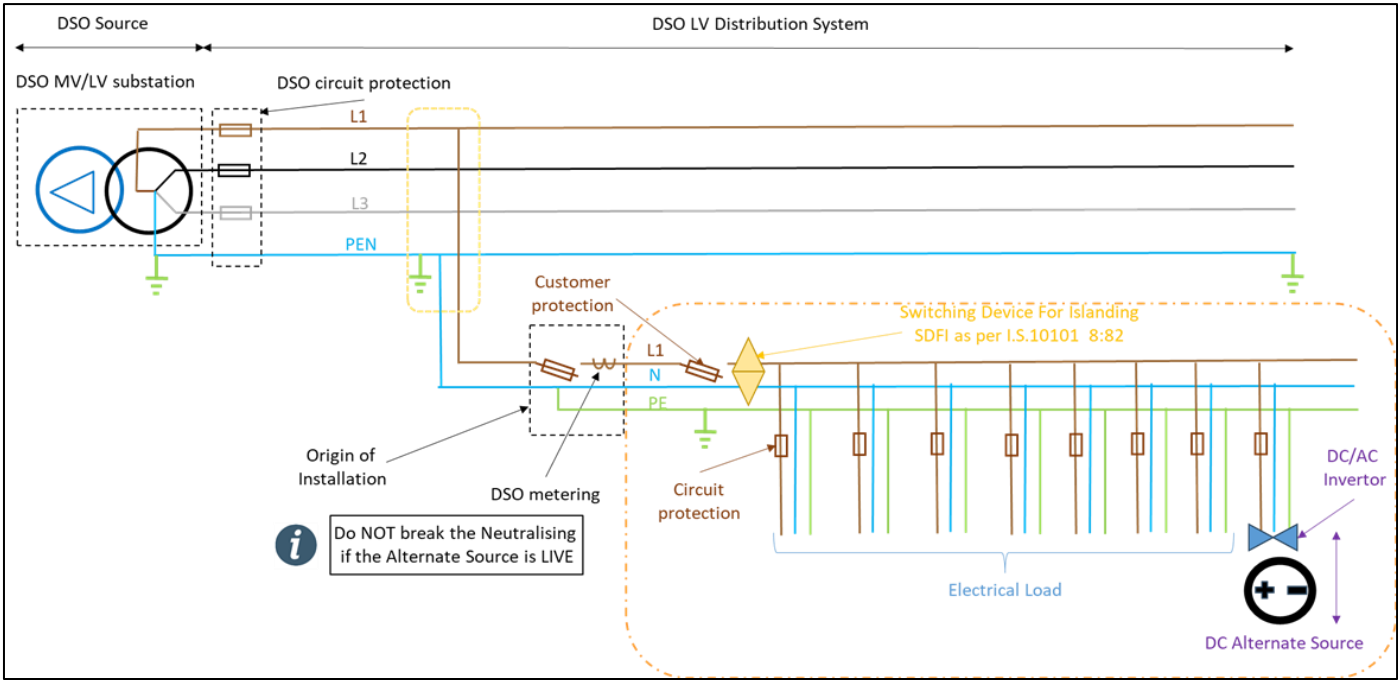 DSO Source
DSO LV Distribution System
DSO MV/LV substation
DSO circuit protection
L1
L2
L3
PEN
Customer
protection
Switching Device For Islanding
SDFI as per I.S.10101 8:82
L1
N
PE
Origin of
Installation
DSO metering
Circuit
protection
DC/AC
Invertor
i
Do NOT break the Neutralising
if the Alternate Source is LIVE
Electrical Load
DC Alternate Source